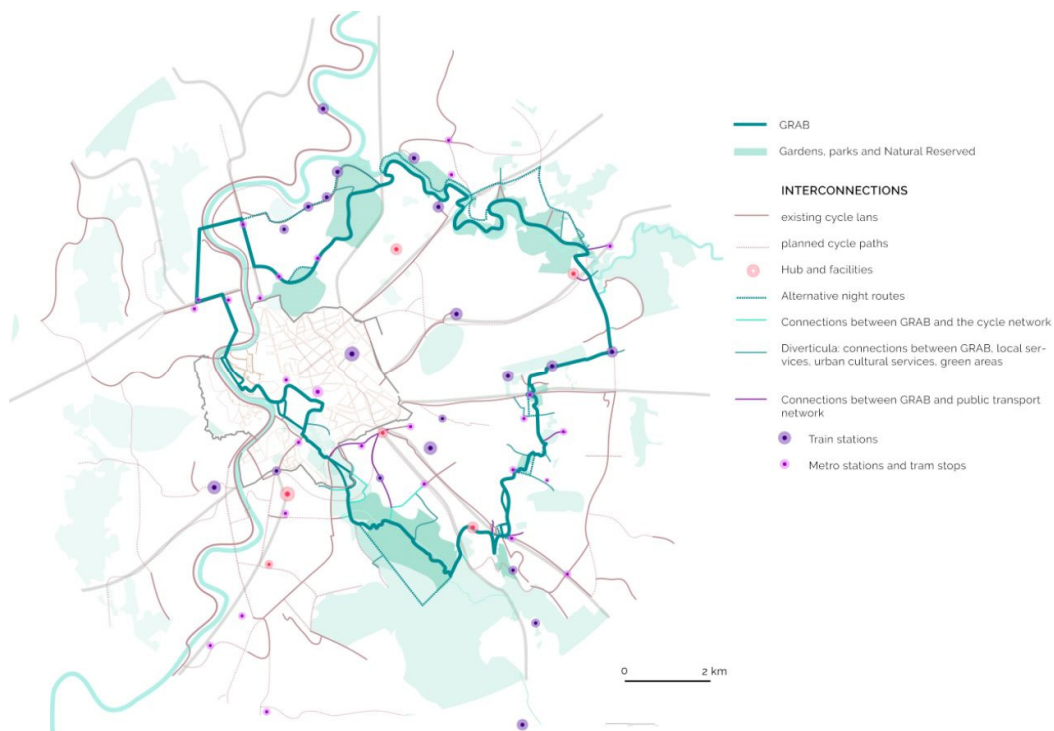 GRAB
Gardens, parks and Natural Reserved
INTERCONNECTIONS
existing cycle lans
planned cycle paths
Hub and facilities
Alternative night routes
Connections between GRAB and the cycle network
Diverticula: connections between GRAB, local ser-
vices, urban cultural services, green areas
Connections between GRAB and public transport
network
Train stations
Metro stations and tram stops
0 2 km